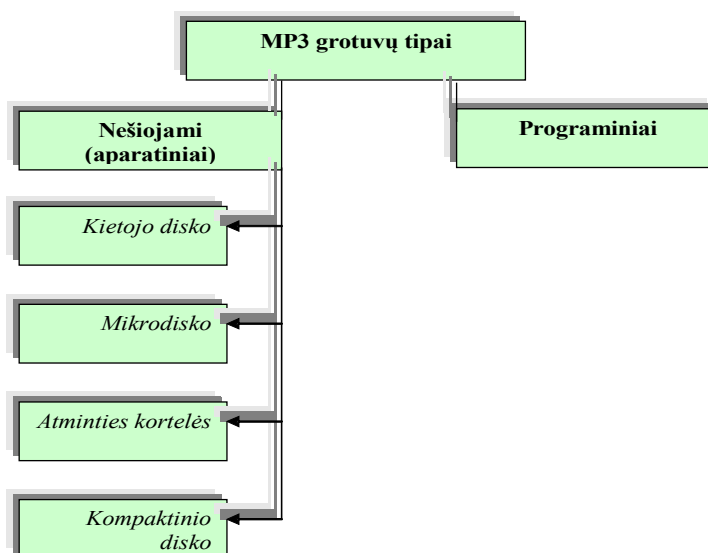 MP3 grotuvų tipai
Nešiojami
(aparatiniai)
Programiniai
Kietojo disko
Mikrodisko
Atminties kortelės
Kompaktinio
disko